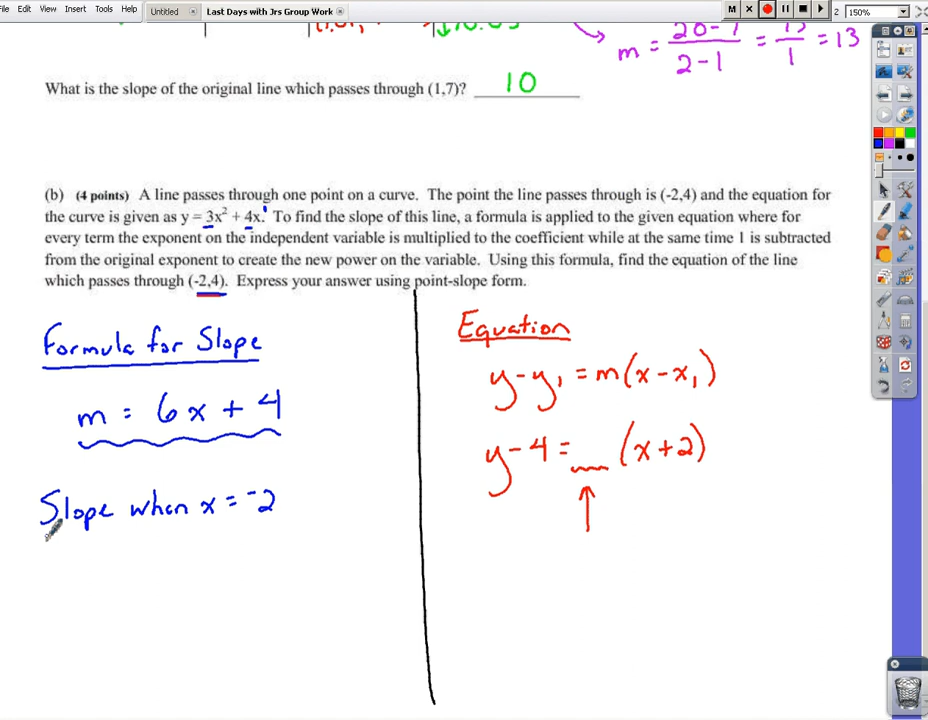 File Edit View Insert Tools Help
Untitled Last Days with Jrs Group Work M 2 150%
m = 20-7/2-1 = 13/1 = 13
What is the slope of the original line which passes through (1,7)? 10
(b) (4 points) A line passes through one point on a curve. The point the line passes through is (-2,4) and the equation for
the curve is given as y = 3x² + 4x.¹ To find the slope of this line, a formula is applied to the given equation where for
every term the exponent on the independent variable is multiplied to the coefficient while at the same time 1 is subtracted
from the original exponent to create the new power on the variable. Using this formula, find the equation of the line
which passes through (-2,4). Express your answer using point-slope form.
Formula for Slope
m = 6x + 4
Slope when x = ⁻2
Equation
y - y₁ = m(x - x₁)
y - 4 = __ (x + 2)